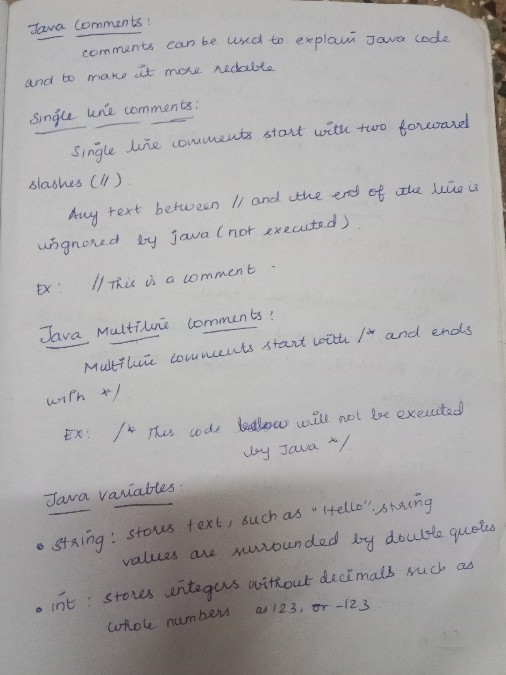 Java Comments:
comments can be used to explain Java code
and to make it more redable
Single line comments:
Single line comments start with two forward
slashes (//)
Any text between // and the end of the line is
ungnored by java (not executed)
Ex: // This is a comment.
Java Multiline comments:
Multiline comments start with /* and ends
with */
EX: /* This code below will not be executed
by Java */
Java Variables:
• string: stores text, such as "Hello". string
values are surrounded by double quotes
• int: stores integers without decimals such as
whole numbers as 123, or -123